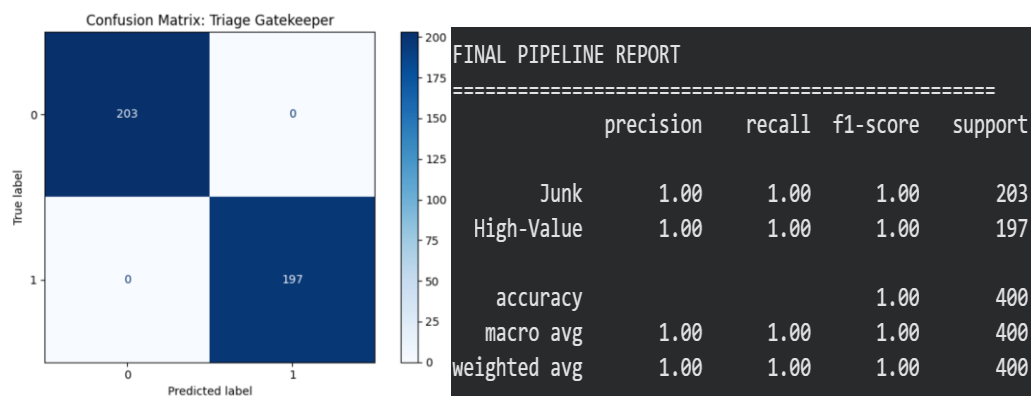 Confusion Matrix: Triage Gatekeeper
True label
0
1
203
0
0
197
0
1
Predicted label
200
175
150
125
100
75
50
25
0
FINAL PIPELINE REPORT
==================================================
precision recall f1-score support
Junk 1.00 1.00 1.00 203
High-Value 1.00 1.00 1.00 197
accuracy 1.00 400
macro avg 1.00 1.00 1.00 400
weighted avg 1.00 1.00 1.00 400